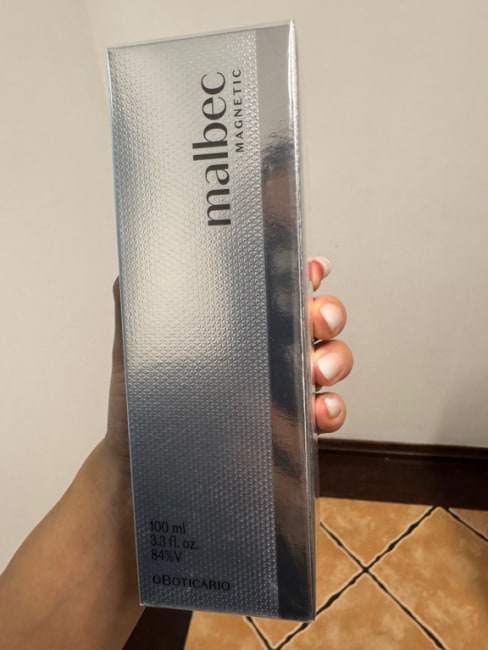 malbec
MAGNETIC
100 ml
3.3 fl. oz.
84%V
oBOTICARIO